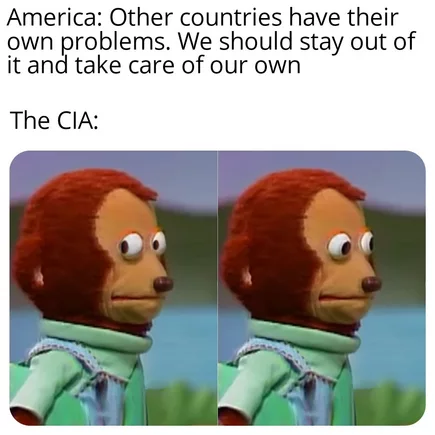 America: Other countries have their
own problems. We should stay out of
it and take care of our own
The CIA: